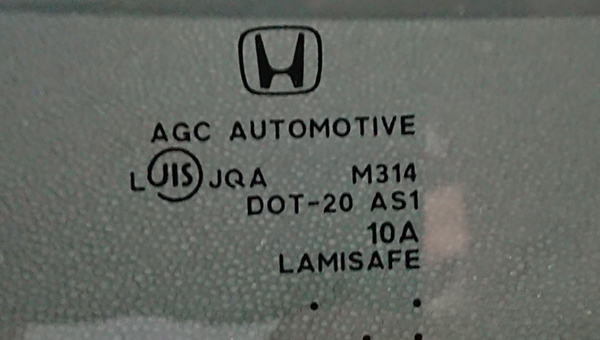 AGC AUTOMOTIVE
L JIS JQA M314
DOT-20 AS1
10A
LAMISAFE